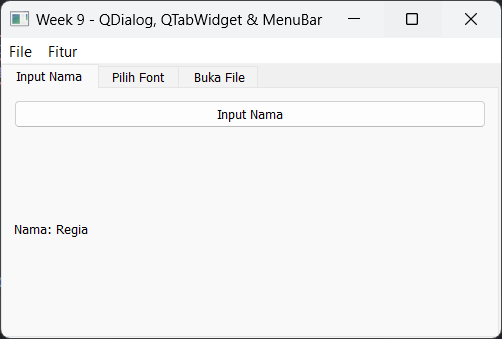 Week 9 - QDialog, QTabWidget & MenuBar
File Fitur
Input Nama Pilih Font Buka File
Input Nama
Nama: Regia